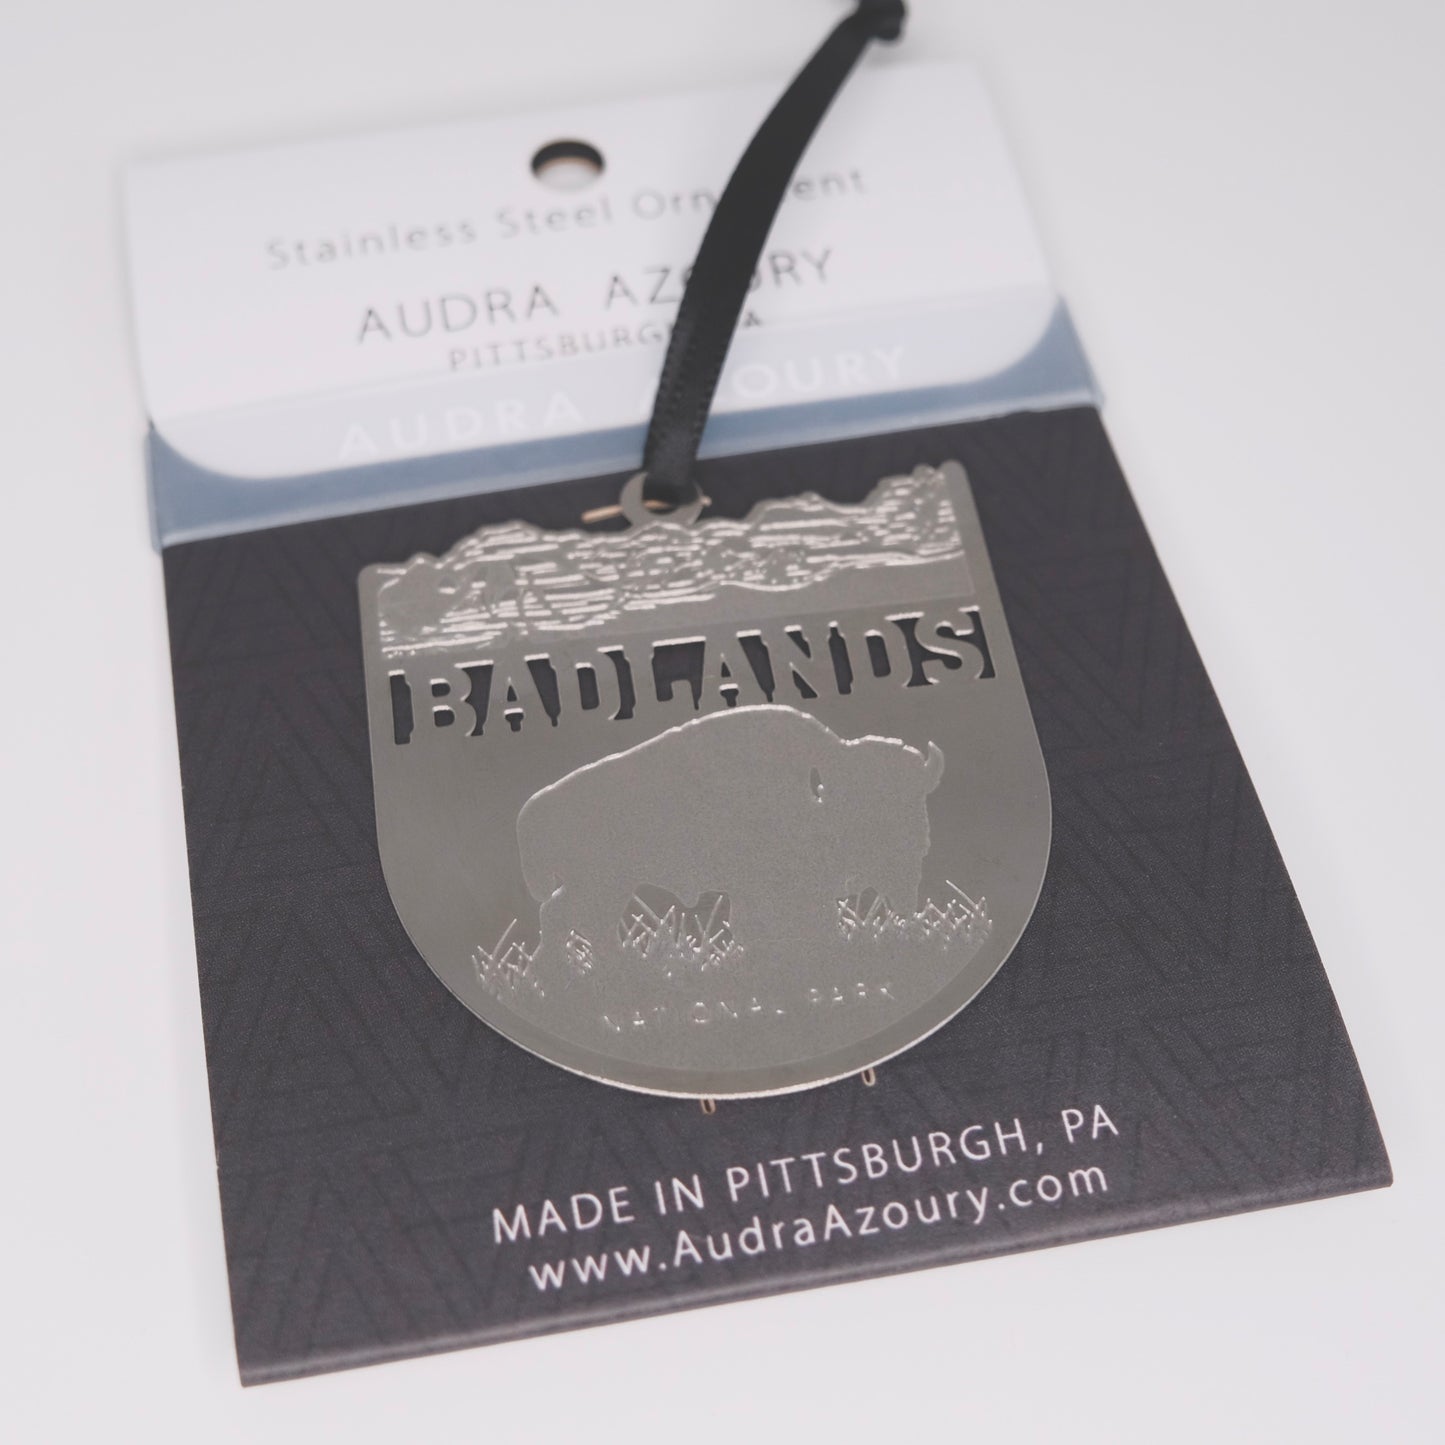 Stainless Steel Ornament
AUDRA AZOURY
PITTSBURGH, PA
AUDRA AZOURY
BADLANDS
NATIONAL PARK
MADE IN PITTSBURGH, PA
www.AudraAzoury.com